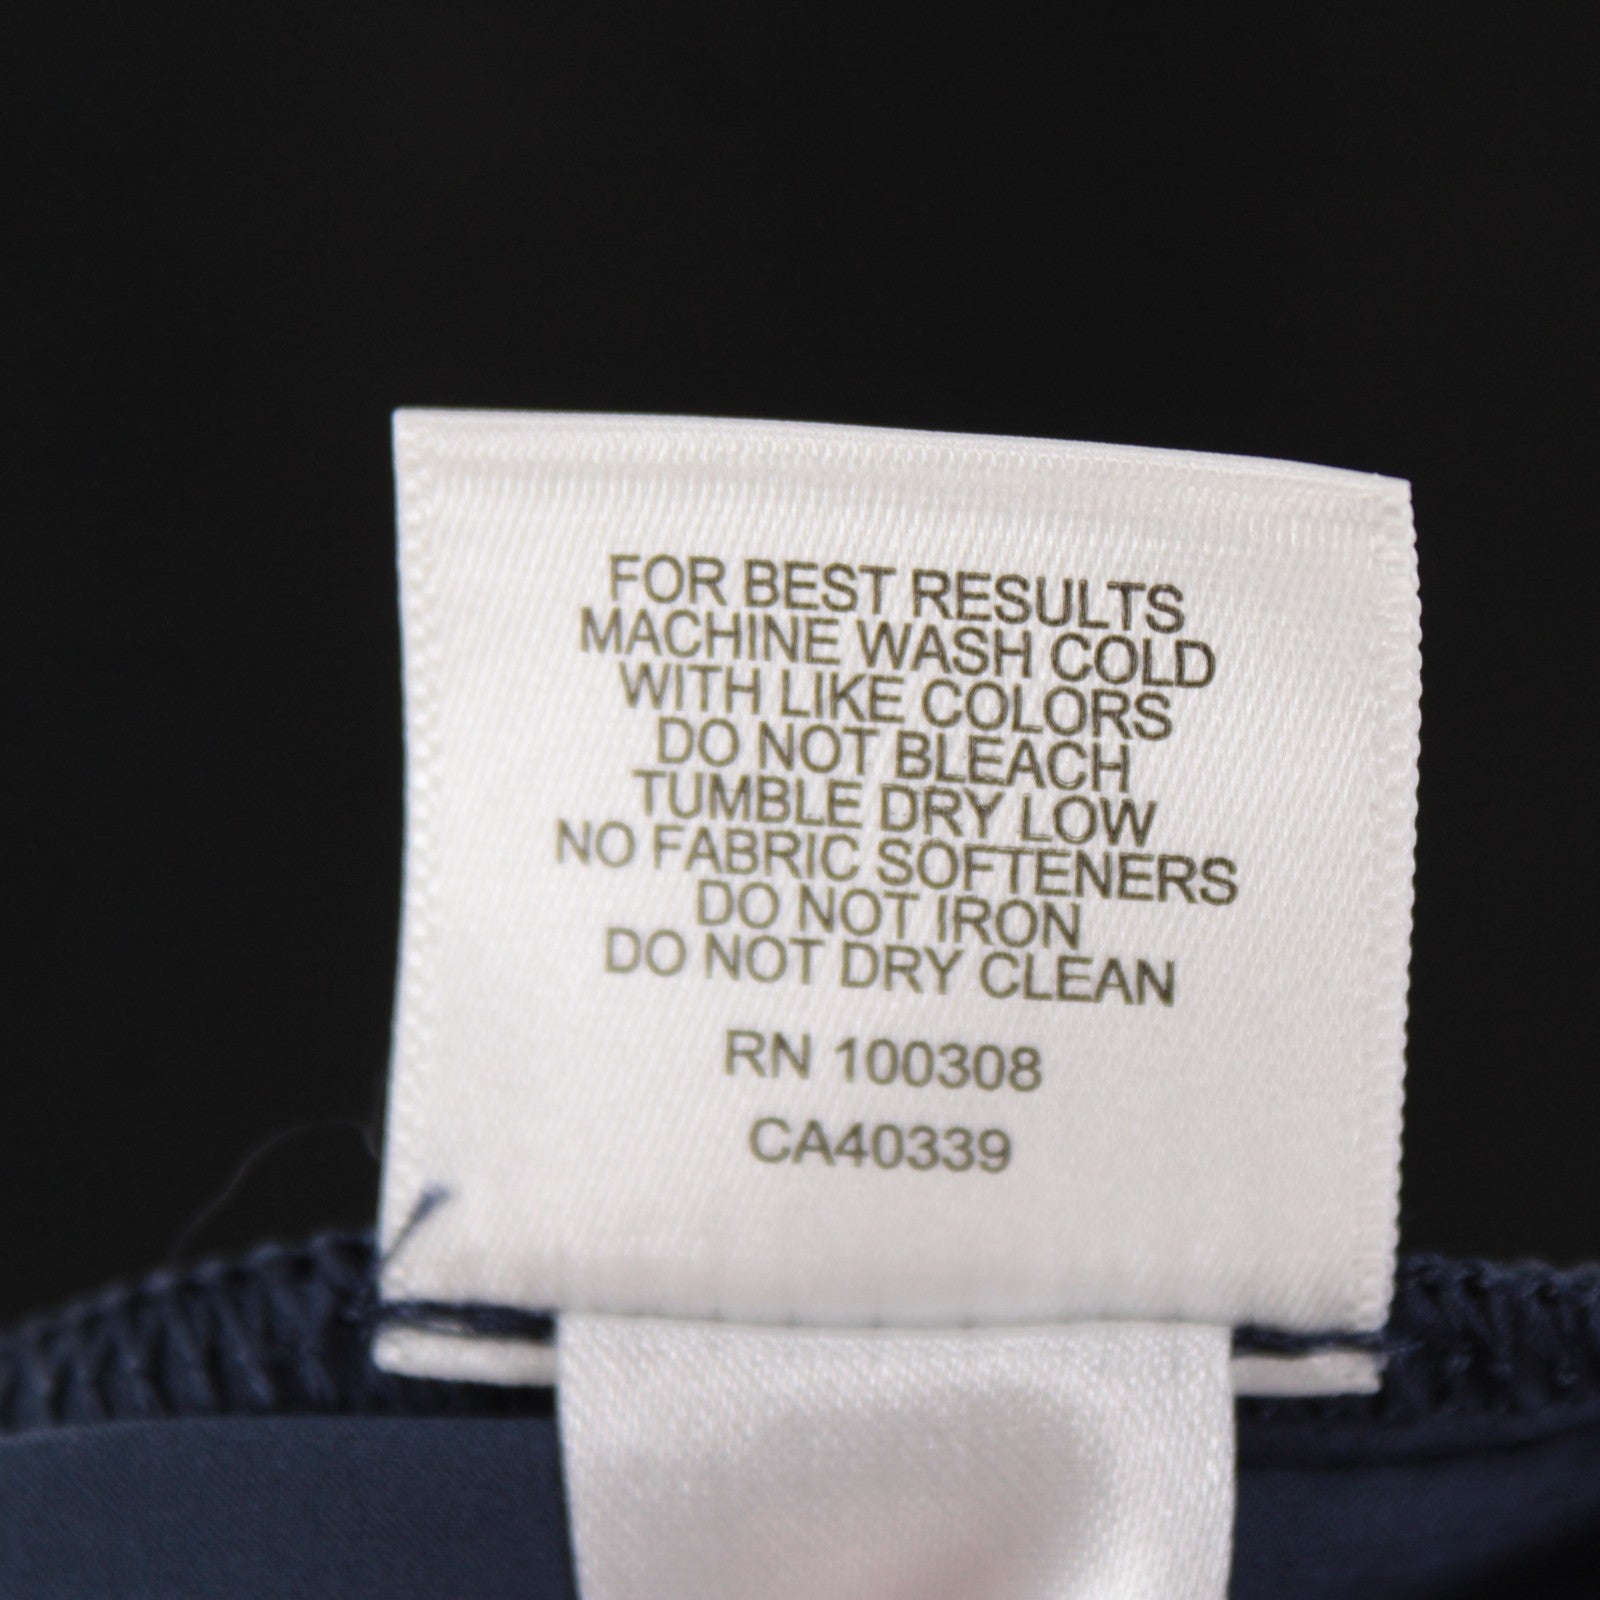 FOR BEST RESULTS
MACHINE WASH COLD
WITH LIKE COLORS
DO NOT BLEACH
TUMBLE DRY LOW
NO FABRIC SOFTENERS
DO NOT IRON
DO NOT DRY CLEAN
RN 100308
CA40339